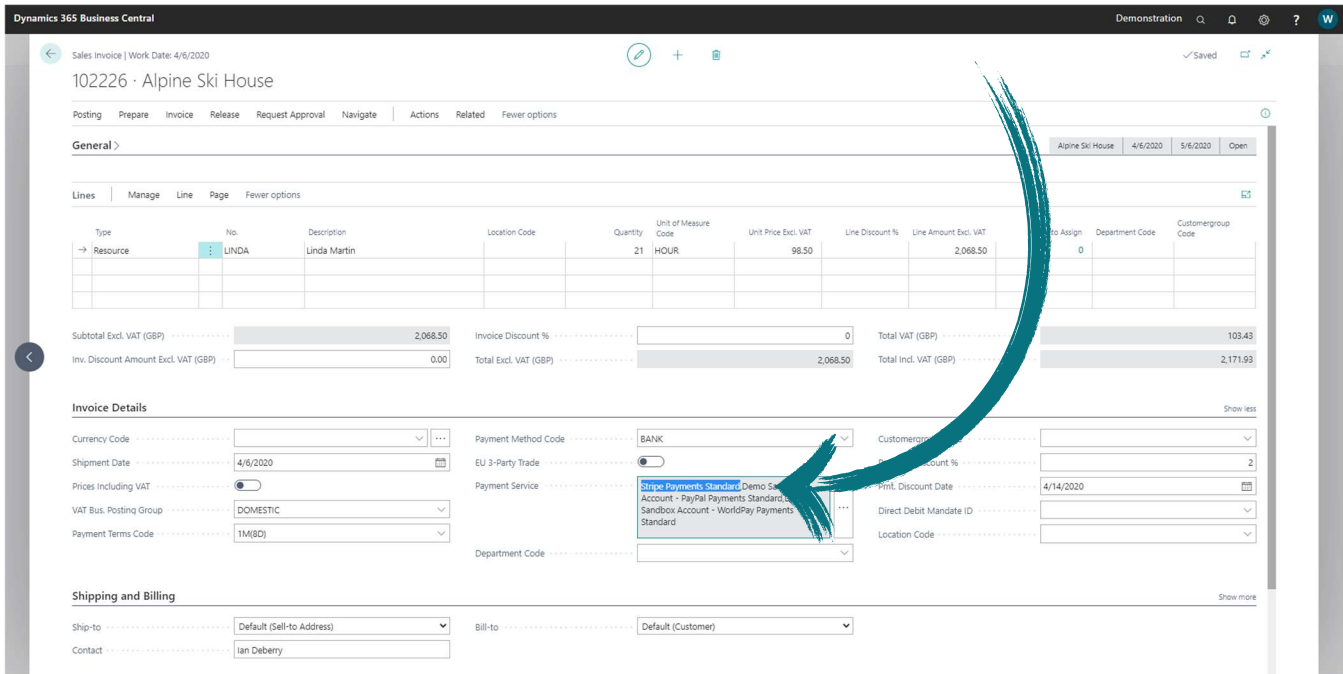 Dynamics 365 Business Central
Demonstration
?
W
Sales Invoice | Work Date: 4/6/2020
Saved
102226 · Alpine Ski House
Posting Prepare Invoice Release Request Approval Navigate Actions Related Fewer options
General
Alpine Ski House 4/6/2020 5/6/2020 Open
Lines Manage Line Page Fewer options
Type No. Description Location Code Quantity Unit of Measure Code Unit Price Excl. VAT Line Discount % Line Amount Excl. VAT to Assign Department Code Customergroup Code
Resource LINDA Linda Martin 21 HOUR 98.50 2,068.50 0
Subtotal Excl. VAT (GBP) 2,068.50 Invoice Discount % 0 Total VAT (GBP) 103.43
Inv. Discount Amount Excl. VAT (GBP) 0.00 Total Excl. VAT (GBP) 2,068.50 Total Incl. VAT (GBP) 2,171.93
Invoice Details
Show less
Currency Code Payment Method Code BANK
Shipment Date 4/6/2020 EU 3-Party Trade 2
Prices Including VAT Payment Service Pmt. Discount Date 4/14/2020
Stripe Payments Standard,Demo
Account - PayPal Payments Standard,
Sandbox Account - WorldPay Payments
Standard
VAT Bus. Posting Group DOMESTIC Direct Debit Mandate ID
Payment Terms Code 1M(8D) Location Code
Department Code
Shipping and Billing
Show more
Ship-to Default (Sell-to Address) Bill-to Default (Customer)
Contact Ian Deberry